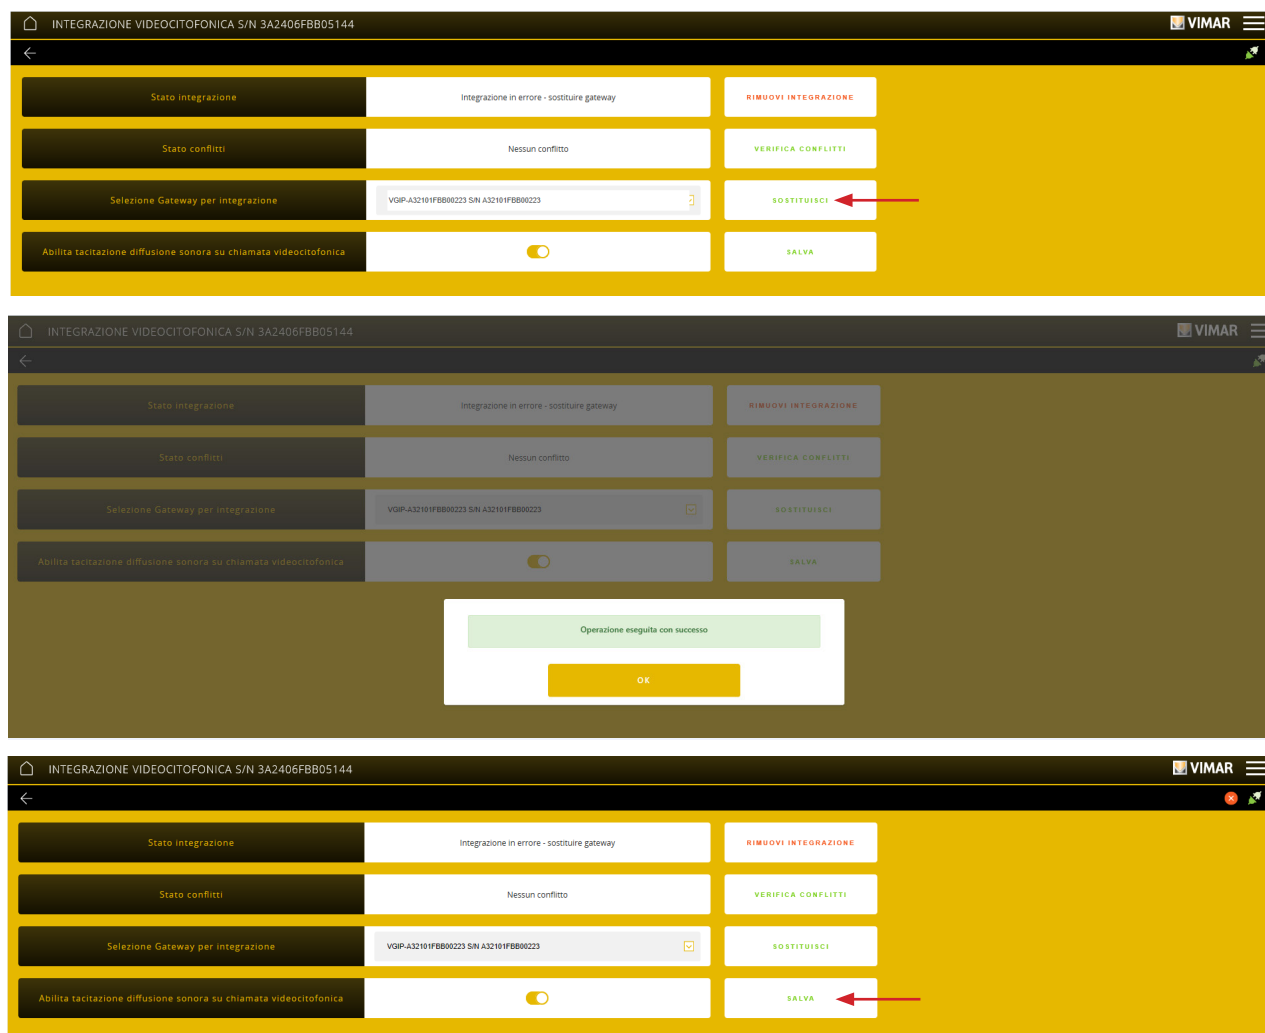 INTEGRAZIONE VIDEOCITOFONICA S/N 3A2406FBB05144
VIMAR
Stato integrazione
Integrazione in errore - sostituire gateway
RIMUOVI INTEGRAZIONE
Stato conflitti
Nessun conflitto
VERIFICA CONFLITTI
Selezione Gateway per integrazione
VGIP-A32101FBB00223 S/N A32101FBB00223
SOSTITUISCI
Abilita tacitazione diffusione sonora su chiamata videocitofonica
SALVA
INTEGRAZIONE VIDEOCITOFONICA S/N 3A2406FBB05144
VIMAR
Stato integrazione
Integrazione in errore - sostituire gateway
RIMUOVI INTEGRAZIONE
Stato conflitti
Nessun conflitto
VERIFICA CONFLITTI
Selezione Gateway per integrazione
VGIP-A32101FBB00223 S/N A32101FBB00223
SOSTITUISCI
Abilita tacitazione diffusione sonora su chiamata videocitofonica
SALVA
Operazione eseguita con successo
OK
INTEGRAZIONE VIDEOCITOFONICA S/N 3A2406FBB05144
VIMAR
Stato integrazione
Integrazione in errore - sostituire gateway
RIMUOVI INTEGRAZIONE
Stato conflitti
Nessun conflitto
VERIFICA CONFLITTI
Selezione Gateway per integrazione
VGIP-A32101FBB00223 S/N A32101FBB00223
SOSTITUISCI
Abilita tacitazione diffusione sonora su chiamata videocitofonica
SALVA